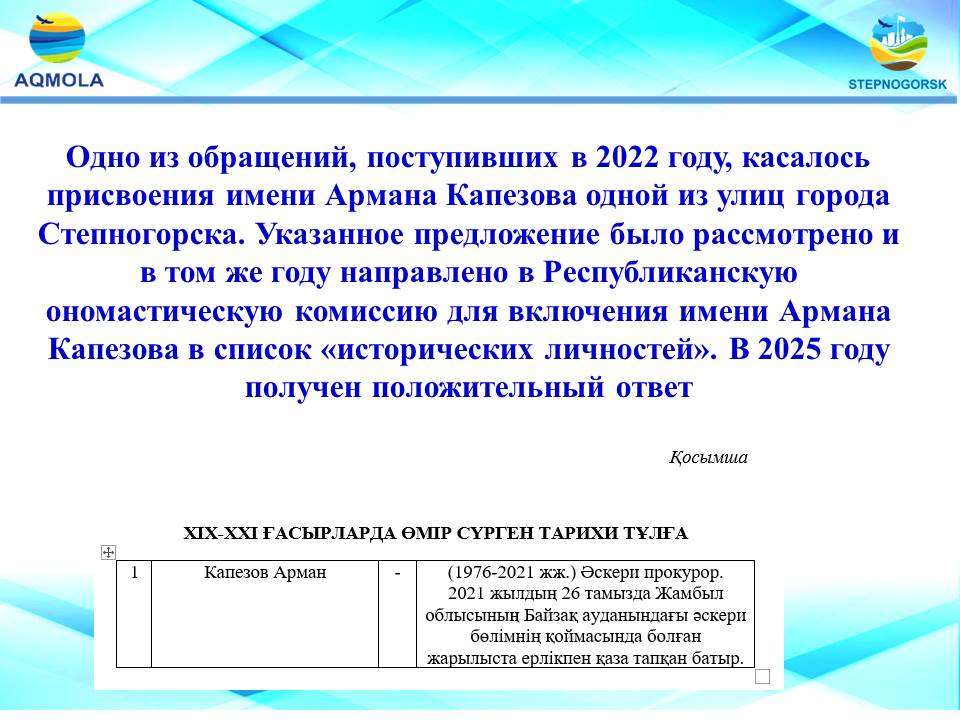 AQMOLA
STEPNOGORSK
Одно из обращений, поступивших в 2022 году, касалось
присвоения имени Армана Капезова одной из улиц города
Степногорска. Указанное предложение было рассмотрено и
в том же году направлено в Республиканскую
ономастическую комиссию для включения имени Армана
Капезова в список «исторических личностей». В 2025 году
получен положительный ответ
Қосымша
XIX-XXI ҒАСЫРЛАРДА ӨМІР СҮРГЕН ТАРИХИ ТҰЛҒА
1 Капезов Арман - (1976-2021 жж.) Әскери прокурор.
2021 жылдың 26 тамызда Жамбыл
облысының Байзақ ауданындағы әскери
бөлімнің қоймасында болған
жарылыста ерлікпен қаза тапқан батыр.